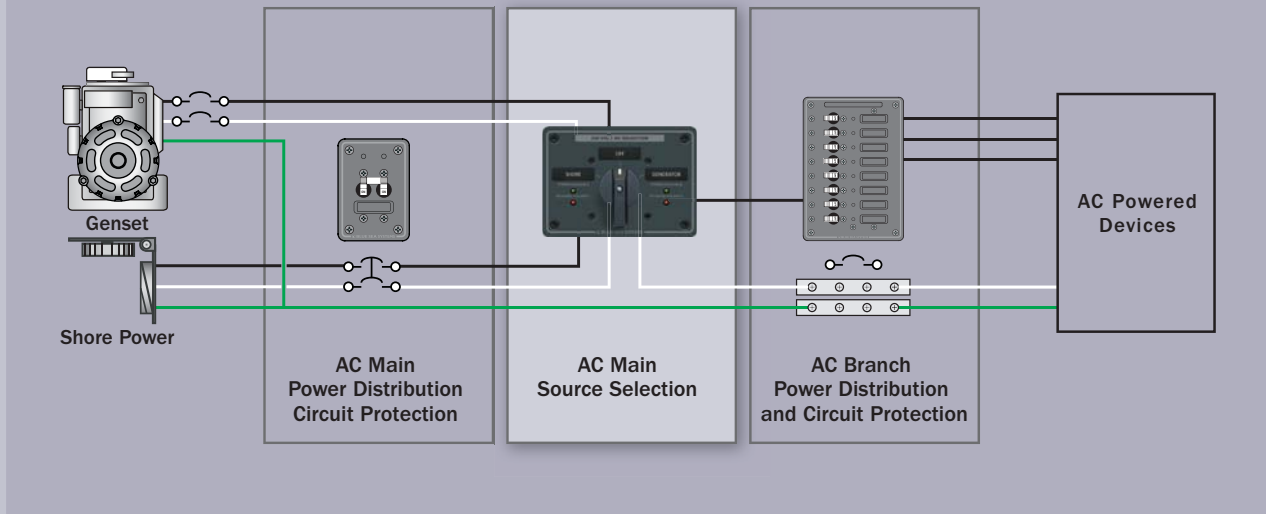 Genset
Shore Power
OFF
SHORE
GENERATOR
AC Main
Power Distribution
Circuit Protection
AC Main
Source Selection
AC Branch
Power Distribution
and Circuit Protection
AC Powered
Devices